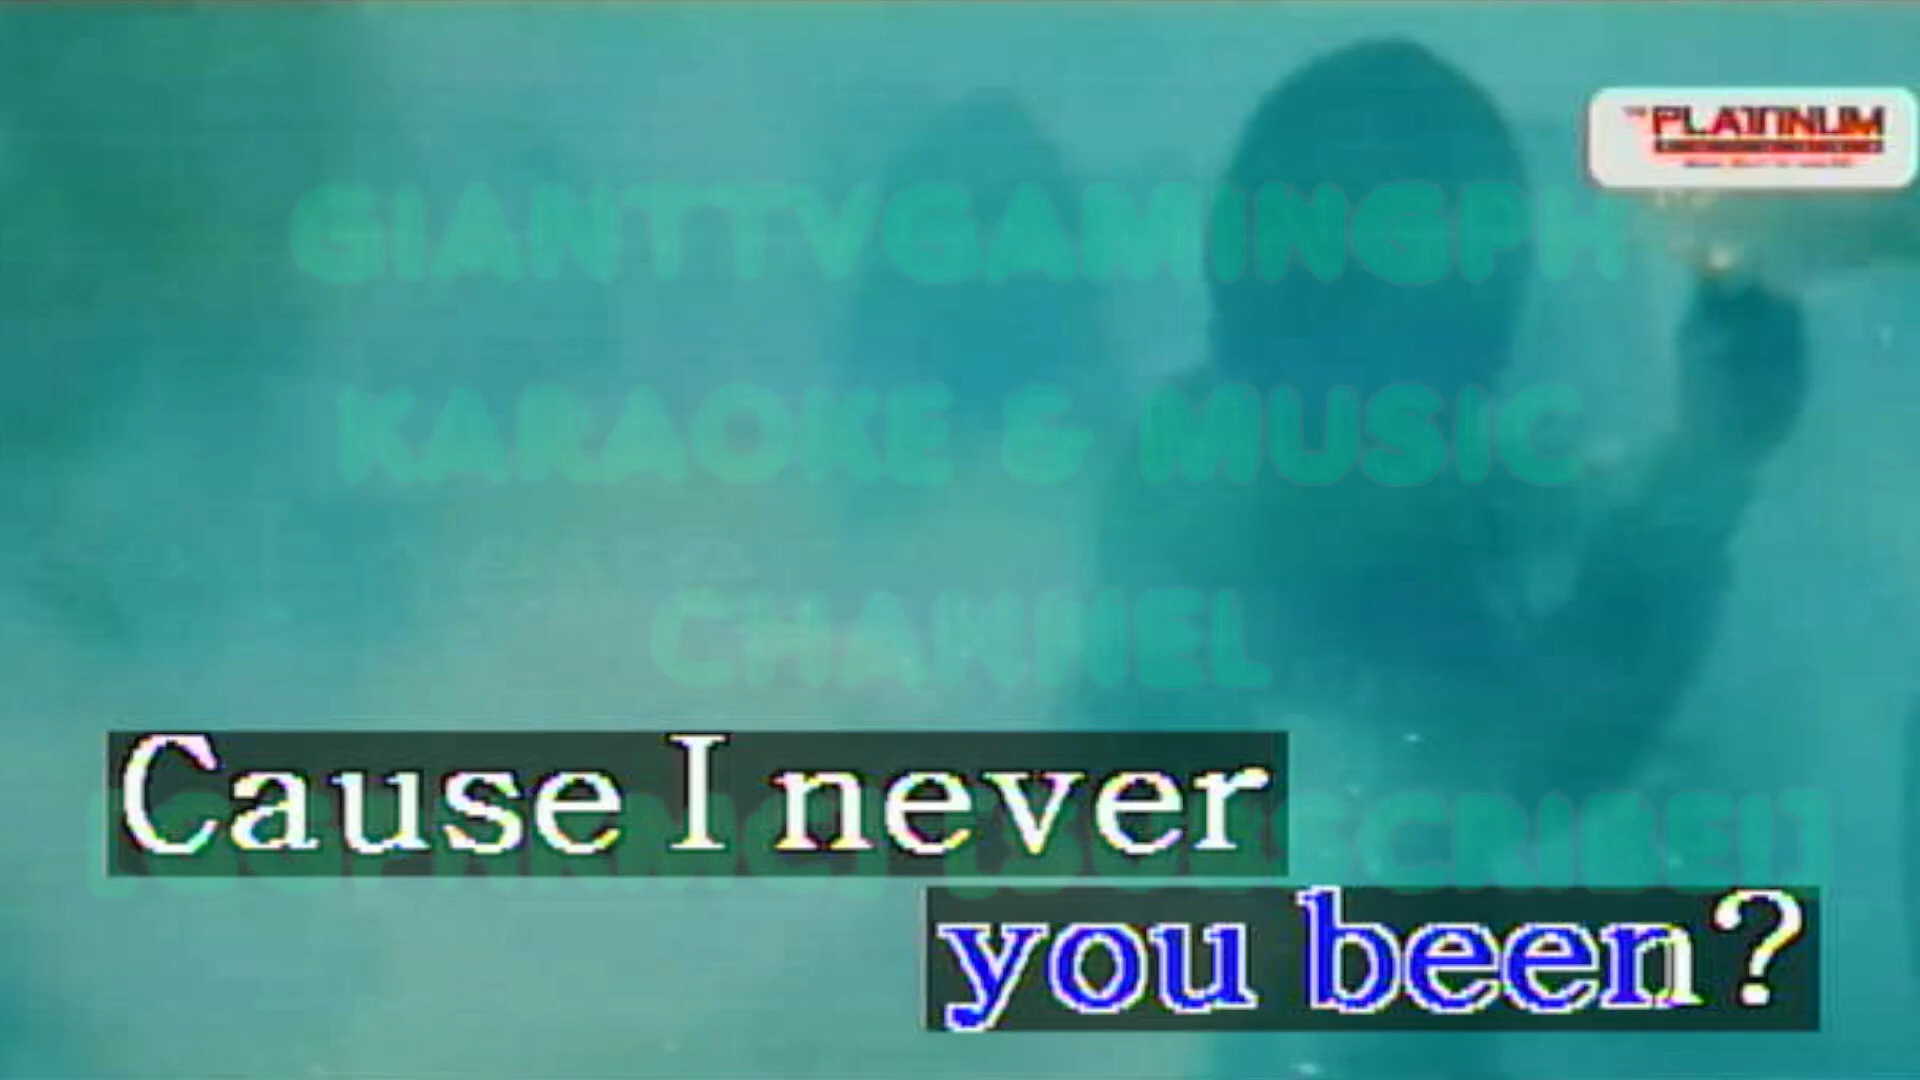 PLATINUM
GIANTTVGAMINGPH
KARAOKE & MUSIC
CHANNEL
Cause I never
you been?